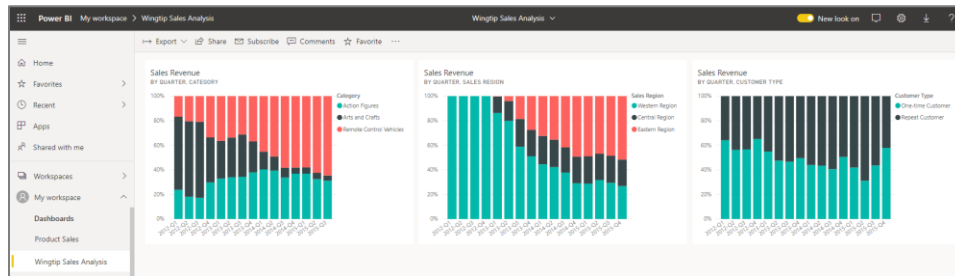 Power BI My workspace > Wingtip Sales Analysis
Wingtip Sales Analysis
New look on
?
Export Share Subscribe Comments Favorite ...
Home
Favorites
Recent
Apps
Shared with me
Workspaces
My workspace
Dashboards
Product Sales
Wingtip Sales Analysis
Sales Revenue
BY QUARTER, CATEGORY
100%
80%
60%
40%
20%
0%
Category
Action Figures
Arts and Crafts
Remote Control Vehicles
Sales Revenue
BY QUARTER, SALES REGION
100%
80%
60%
40%
20%
0%
Sales Region
Western Region
Central Region
Eastern Region
Sales Revenue
BY QUARTER, CUSTOMER TYPE
100%
80%
60%
40%
20%
0%
Customer Type
One-time Customer
Repeat Customer